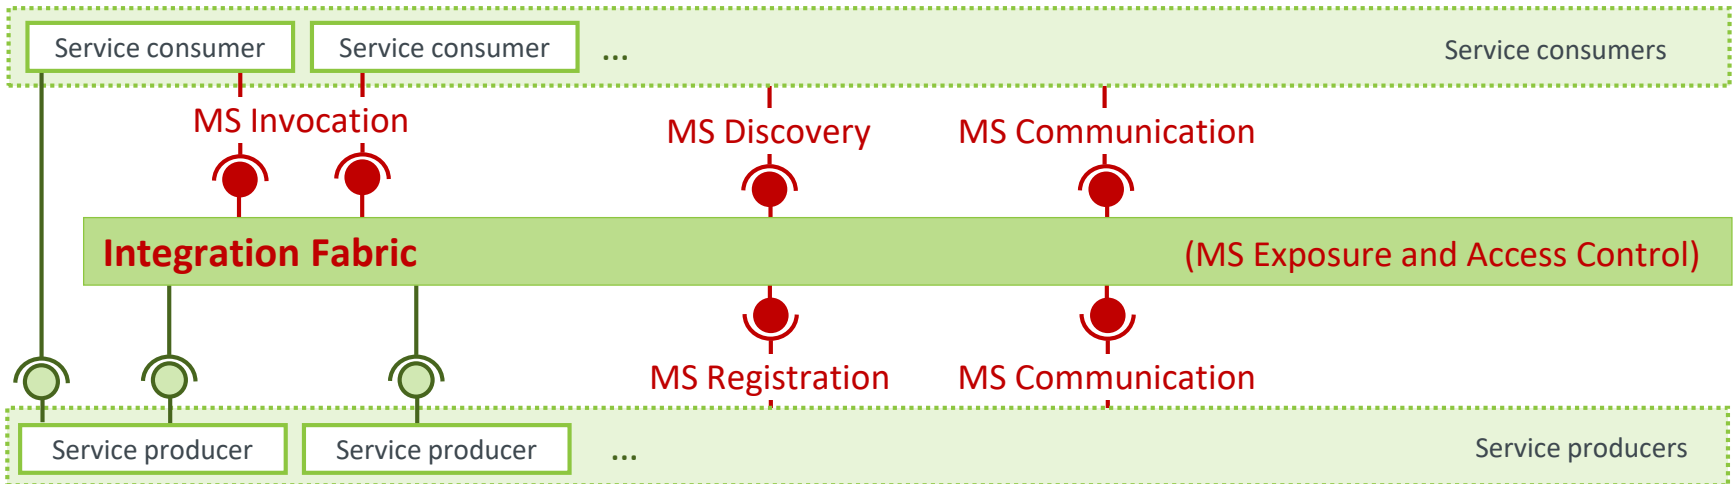 Service consumer
Service consumer
...
Service consumers
MS Invocation
MS Discovery
MS Communication
Integration Fabric
(MS Exposure and Access Control)
MS Registration
MS Communication
Service producer
Service producer
...
Service producers